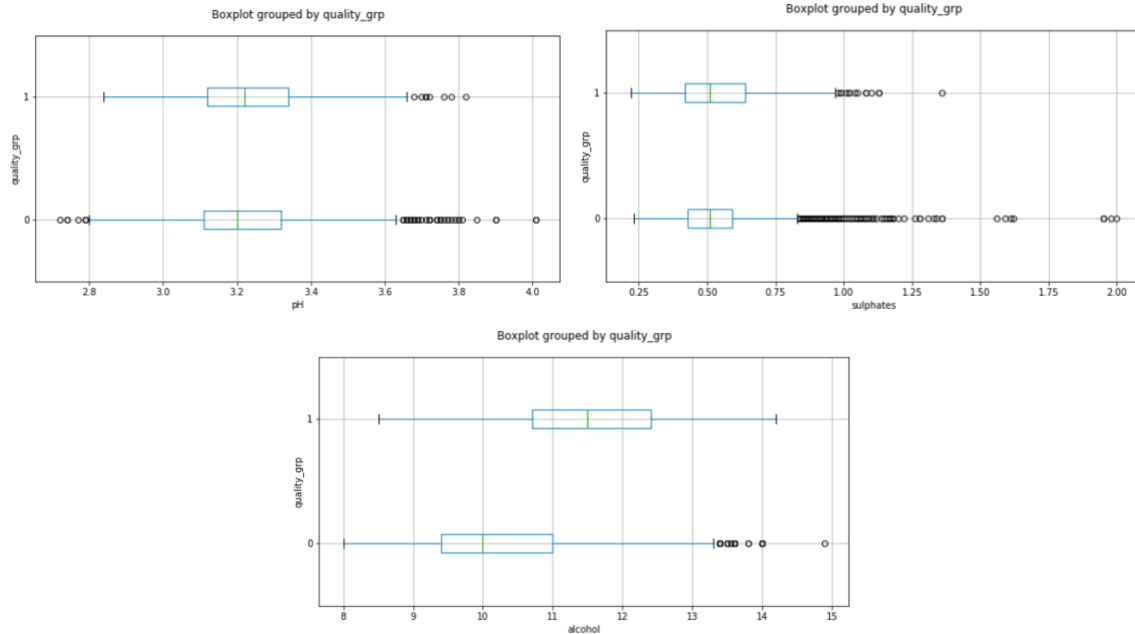 Boxplot grouped by quality_grp
1
0
quality_grp
2.8 3.0 3.2 3.4 3.6 3.8 4.0
pH
Boxplot grouped by quality_grp
1
0
quality_grp
0.25 0.50 0.75 1.00 1.25 1.50 1.75 2.00
sulphates
Boxplot grouped by quality_grp
1
0
quality_grp
8 9 10 11 12 13 14 15
alcohol